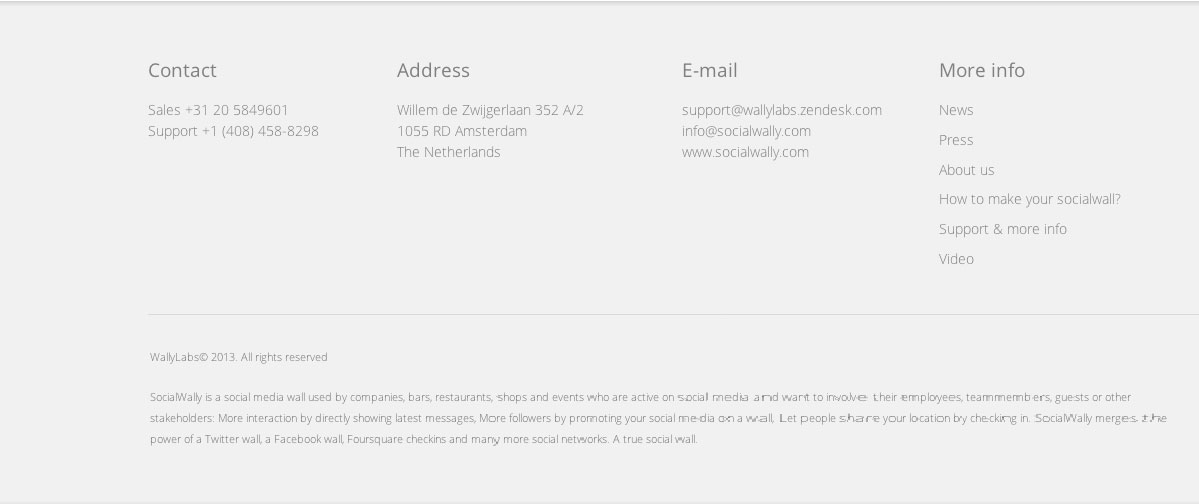 Contact
Sales +31 20 5849601
Support +1 (408) 458-8298
Address
Willem de Zwijgerlaan 352 A/2
1055 RD Amsterdam
The Netherlands
E-mail
support@wallylabs.zendesk.com
info@socialwally.com
www.socialwally.com
More info
News
Press
About us
How to make your socialwall?
Support & more info
Video
WallyLabs© 2013. All rights reserved
SocialWally is a social media wall used by companies, bars, restaurants, shops and events who are active on social media and want to involve their employees, teammembers, guests or other
stakeholders: More interaction by directly showing latest messages, More followers by promoting your social media on a wall, Let people share your location by checking in. SocialWally merges the
power of a Twitter wall, a Facebook wall, Foursquare checkins and many more social networks. A true social wall.